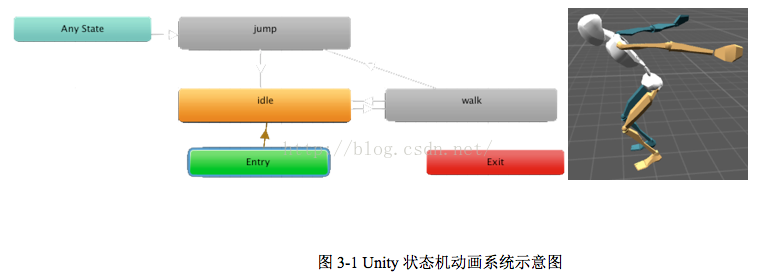 Any State
jump
idle
walk
http://blog.csdn.net/
Entry
Exit
图 3-1 Unity 状态机动画系统示意图